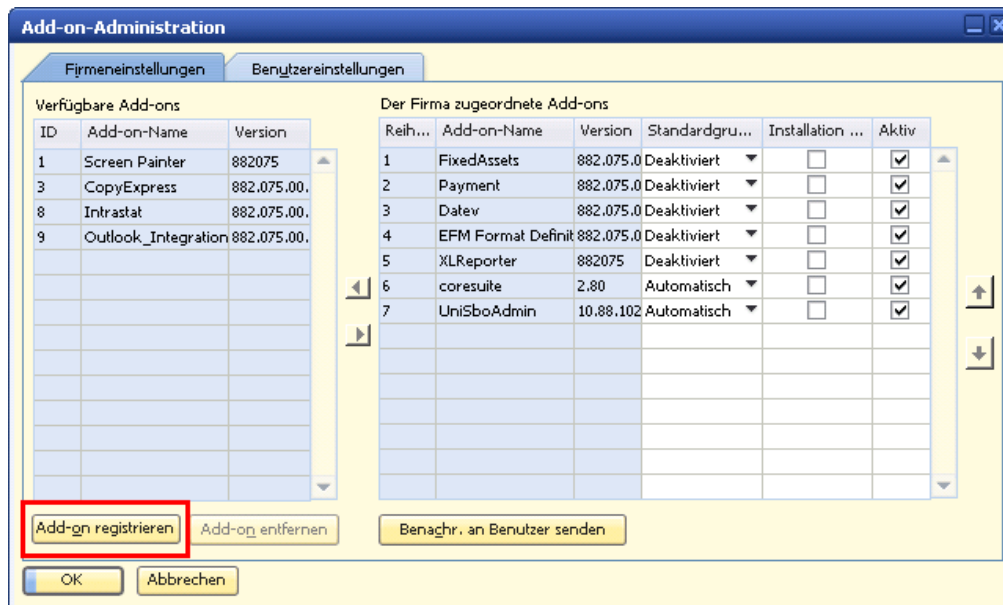 Add-on-Administration
Firmeneinstellungen Benutzereinstellungen
Verfügbare Add-ons
ID Add-on-Name Version
1 Screen Painter 882075
3 CopyExpress 882.075.00.
8 Intrastat 882.075.00.
9 Outlook_Integration 882.075.00.
Der Firma zugeordnete Add-ons
Reih... Add-on-Name Version Standardgru... Installation ... Aktiv
1 FixedAssets 882.075.0 Deaktiviert
2 Payment 882.075.0 Deaktiviert
3 Datev 882.075.0 Deaktiviert
4 EFM Format Definit 882.075.0 Deaktiviert
5 XLReporter 882075 Deaktiviert
6 coresuite 2.80 Automatisch
7 UniSboAdmin 10.88.102 Automatisch
Add-on registrieren Add-on entfernen Benachr. an Benutzer senden
OK Abbrechen